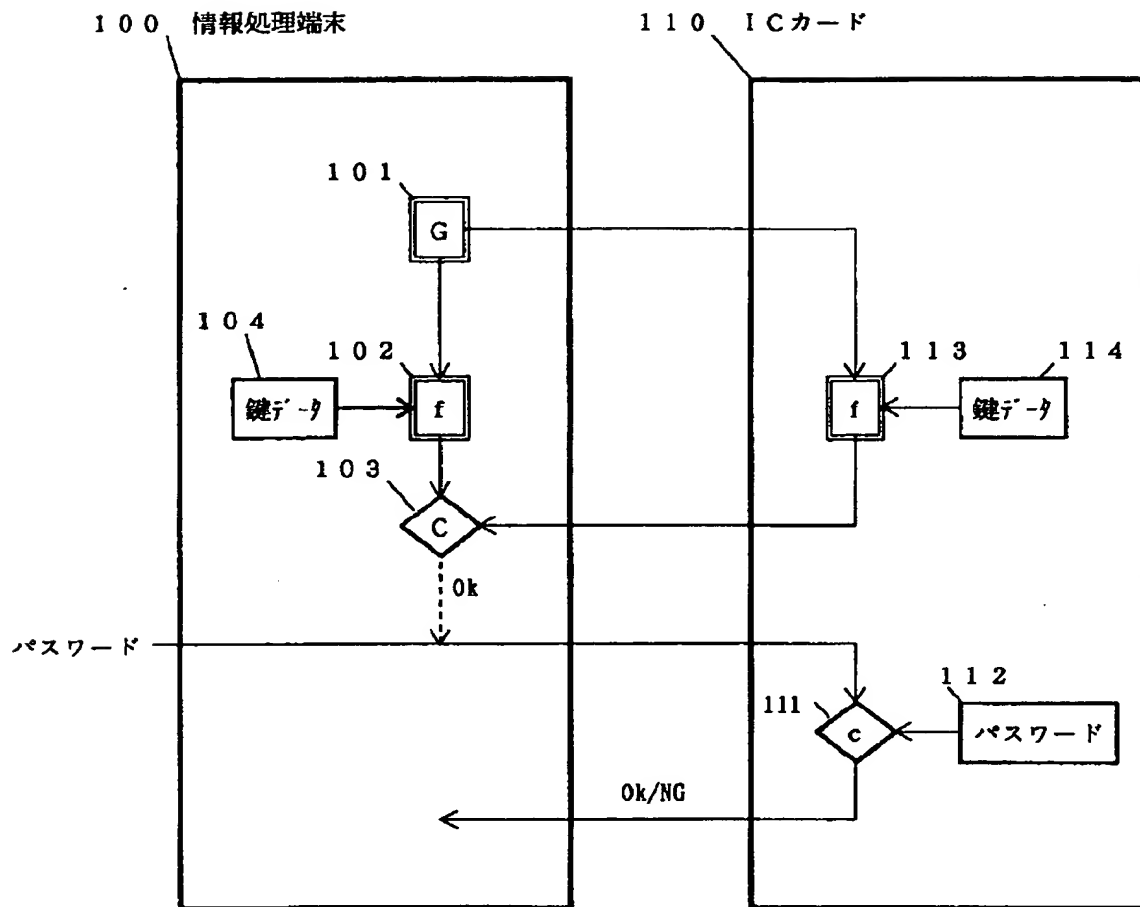 １００ 情報処理端末
１１０ ＩＣカード
１０１
G
１０４
１０２
１１３
１１４
鍵ﾃﾞｰﾀ
f
f
鍵ﾃﾞｰﾀ
１０３
C
Ok
パスワード
１１２
111
c
パスワード
Ok/NG